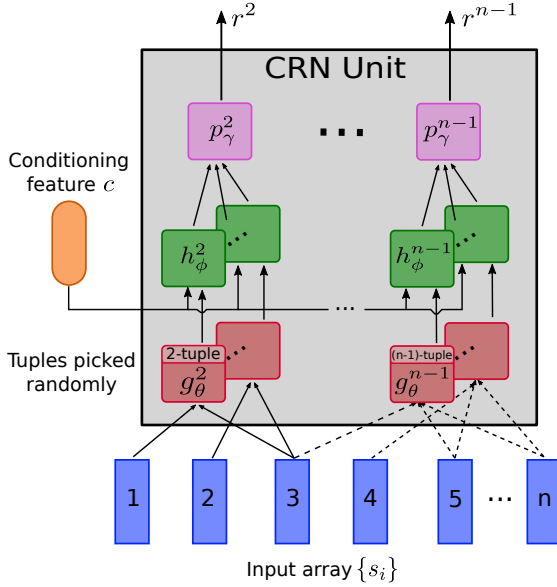 r^2 r^{n-1}
CRN Unit
p_γ^2 ... p_γ^{n-1}
Conditioning
feature c
h_ϕ^2 ... h_ϕ^{n-1} ...
...
Tuples picked
randomly
2-tuple ... (n-1)-tuple ...
g_θ^2 g_θ^{n-1}
1 2 3 4 5 ... n
Input array {s_i}